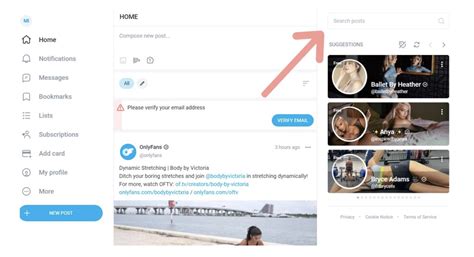 MI
Home
Notifications
Messages
Bookmarks
Lists
Subscriptions
Add card
My profile
More
NEW POST
HOME
Compose new post...
All
Please verify your email address
VERIFY EMAIL
OnlyFans
@onlyfans
3 hours ago
Dynamic Stretching | Body by Victoria
Ditch your boring stretches and join @bodybyvictoria in stretching dynamically!
For more, watch OFTV: of.tv/creators/body-by-victoria
onlyfans.com/bodybyvictoria / onlyfans.com/oftv
Search posts
SUGGESTIONS
Ballet By Heather
@balletbyheather
Anya
Bryce Adams
Privacy · Cookie Notice · Terms of Service